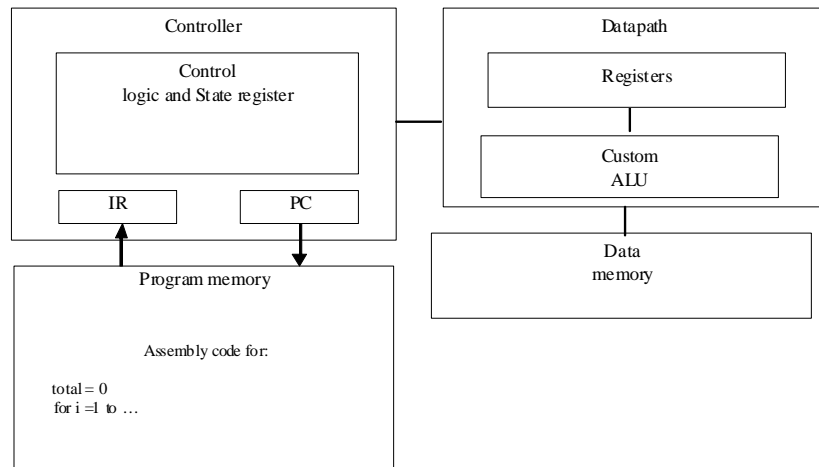 Controller
Control
logic and State register
IR
PC
Datapath
Registers
Custom
ALU
Data
memory
Program memory
Assembly code for:
total = 0
for i =1 to …